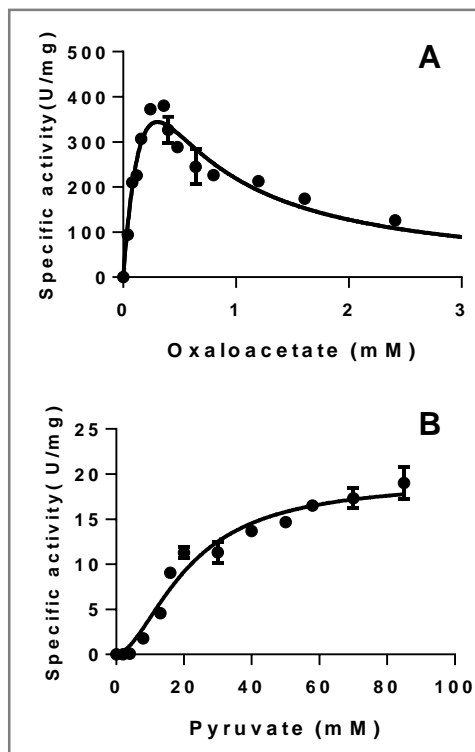 A
Specific activity (U/mg)
500
400
300
200
100
0
0 1 2 3
Oxaloacetate (mM)
B
Specific activity ( U/mg)
25
20
15
10
5
0
0 20 40 60 80 100
Pyruvate (mM)